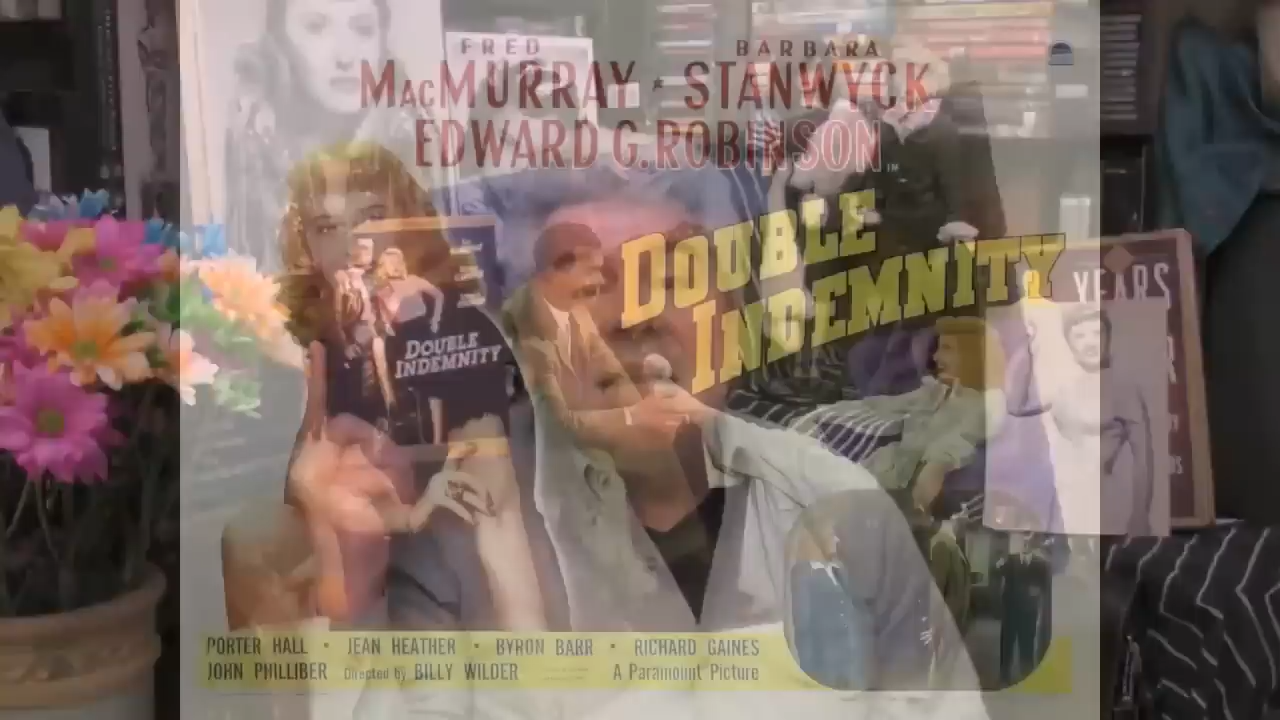 FRED BARBARA
MACMURRAY * STANWYCK
EDWARD G. ROBINSON
IN
DOUBLE
INDEMNITY
DOUBLE
INDEMNITY
YEARS
PORTER HALL • JEAN HEATHER • BYRON BARR • RICHARD GAINES
JOHN PHILLIBER Directed by BILLY WILDER A Paramount Picture